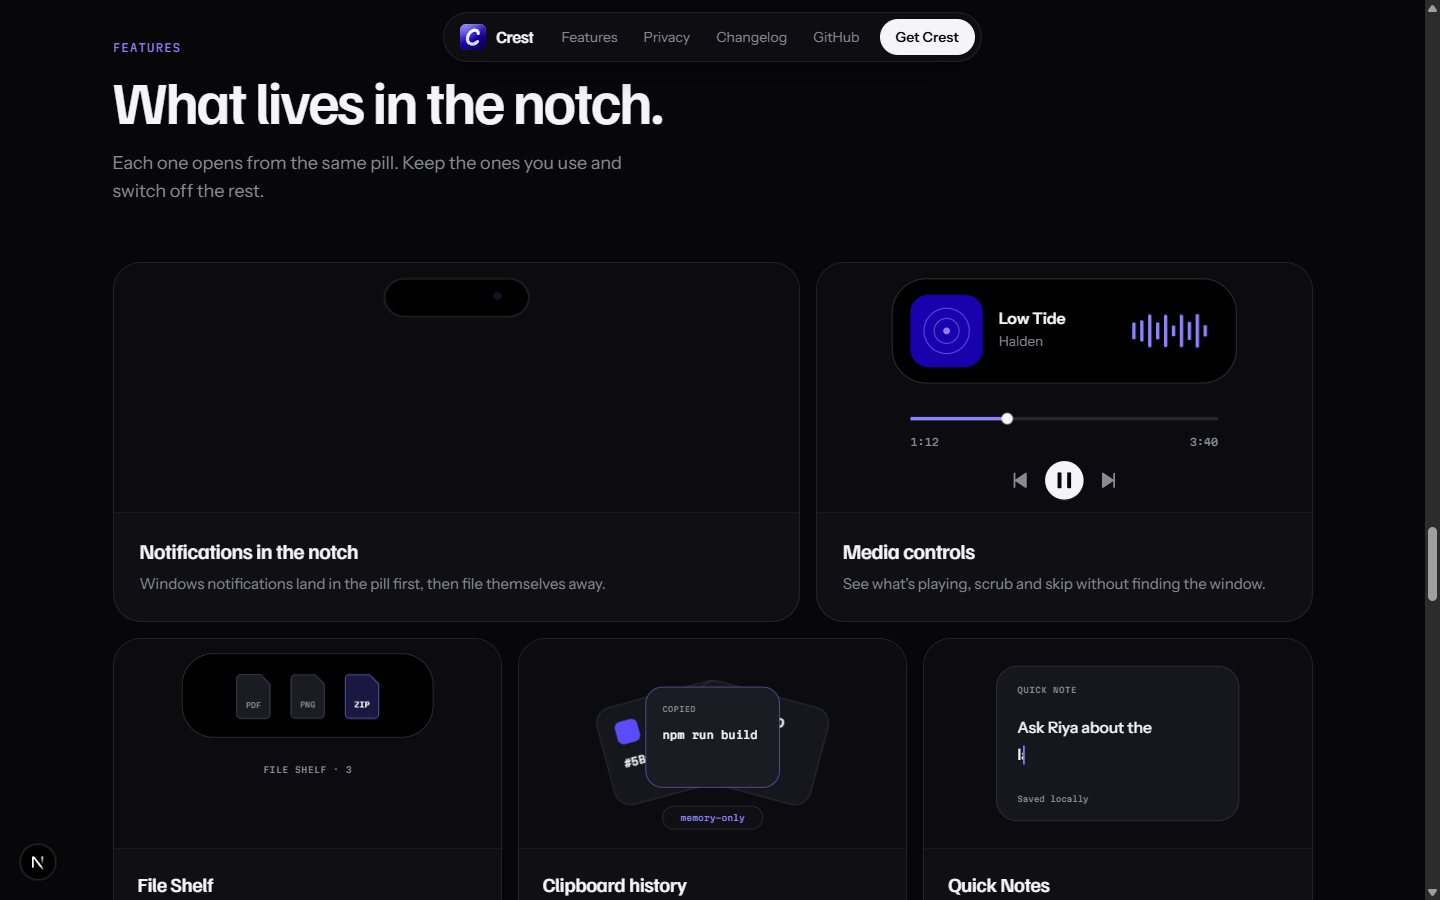 Crest
Features
Privacy
Changelog
GitHub
Get Crest
FEATURES
What lives in the notch.
Each one opens from the same pill. Keep the ones you use and
switch off the rest.
Low Tide
Halden
1:12
3:40
Notifications in the notch
Windows notifications land in the pill first, then file themselves away.
Media controls
See what's playing, scrub and skip without finding the window.
PDF
PNG
ZIP
FILE SHELF · 3
COPIED
npm run build
#5B
memory-only
QUICK NOTE
Ask Riya about the
Saved locally
File Shelf
Clipboard history
Quick Notes